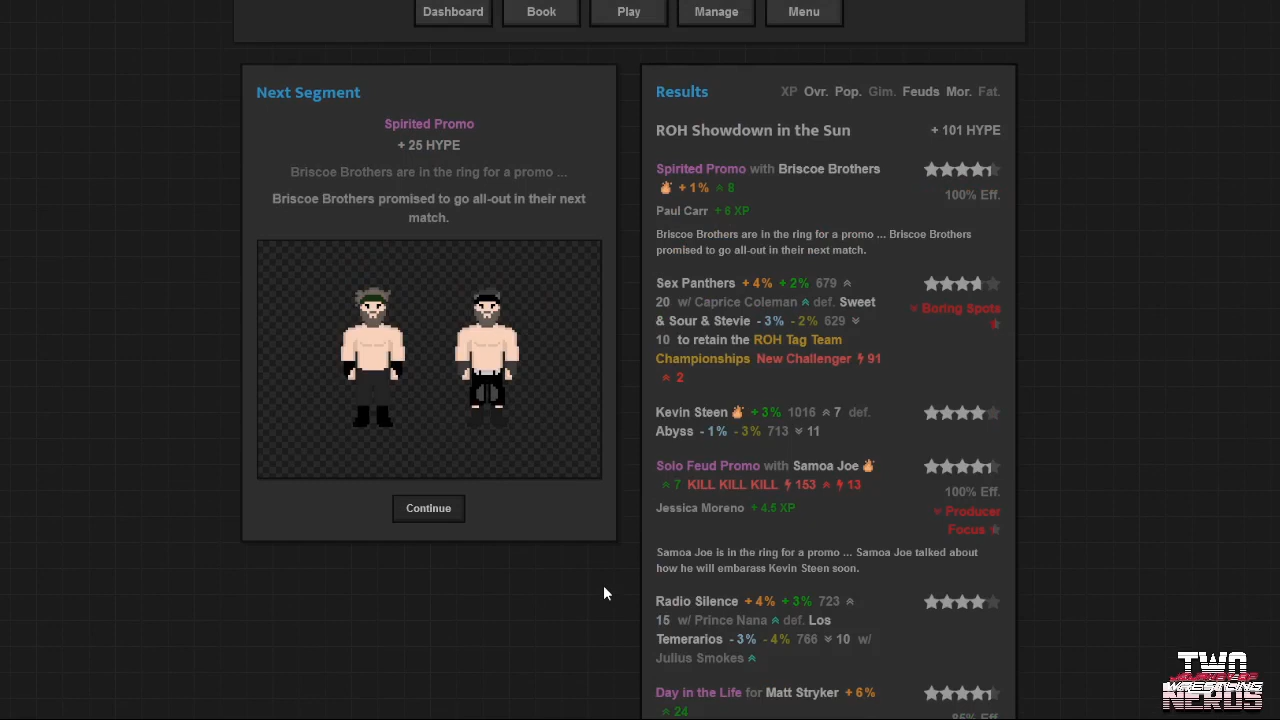 Dashboard
Book
Play
Manage
Menu
Next Segment
Spirited Promo
+ 25 HYPE
Briscoe Brothers are in the ring for a promo ...
Briscoe Brothers promised to go all-out in their next
match.
Continue
Results
XP Ovr. Pop. Gim. Feuds Mor. Fat.
ROH Showdown in the Sun
+ 101 HYPE
Spirited Promo with Briscoe Brothers
+ 1% 8
100% Eff.
Paul Carr + 6 XP
Briscoe Brothers are in the ring for a promo ... Briscoe Brothers
promised to go all-out in their next match.
Sex Panthers + 4% + 2% 679
20 w/ Caprice Coleman def. Sweet
Boring Spots
& Sour & Stevie - 3% - 2% 629
10 to retain the ROH Tag Team
Championships New Challenger 91
2
Kevin Steen + 3% 1016 7 def.
Abyss - 1% - 3% 713 11
Solo Feud Promo with Samoa Joe
7 KILL KILL KILL 153 13
100% Eff.
Jessica Moreno + 4.5 XP
Producer
Focus
Samoa Joe is in the ring for a promo ... Samoa Joe talked about
how he will embarass Kevin Steen soon.
Radio Silence + 4% + 3% 723
15 w/ Prince Nana def. Los
Temerarios - 3% - 4% 766 10 w/
Julius Smokes
Day in the Life for Matt Stryker + 6%
24
85% Eff.
TWO
WRESTLING
NERDS